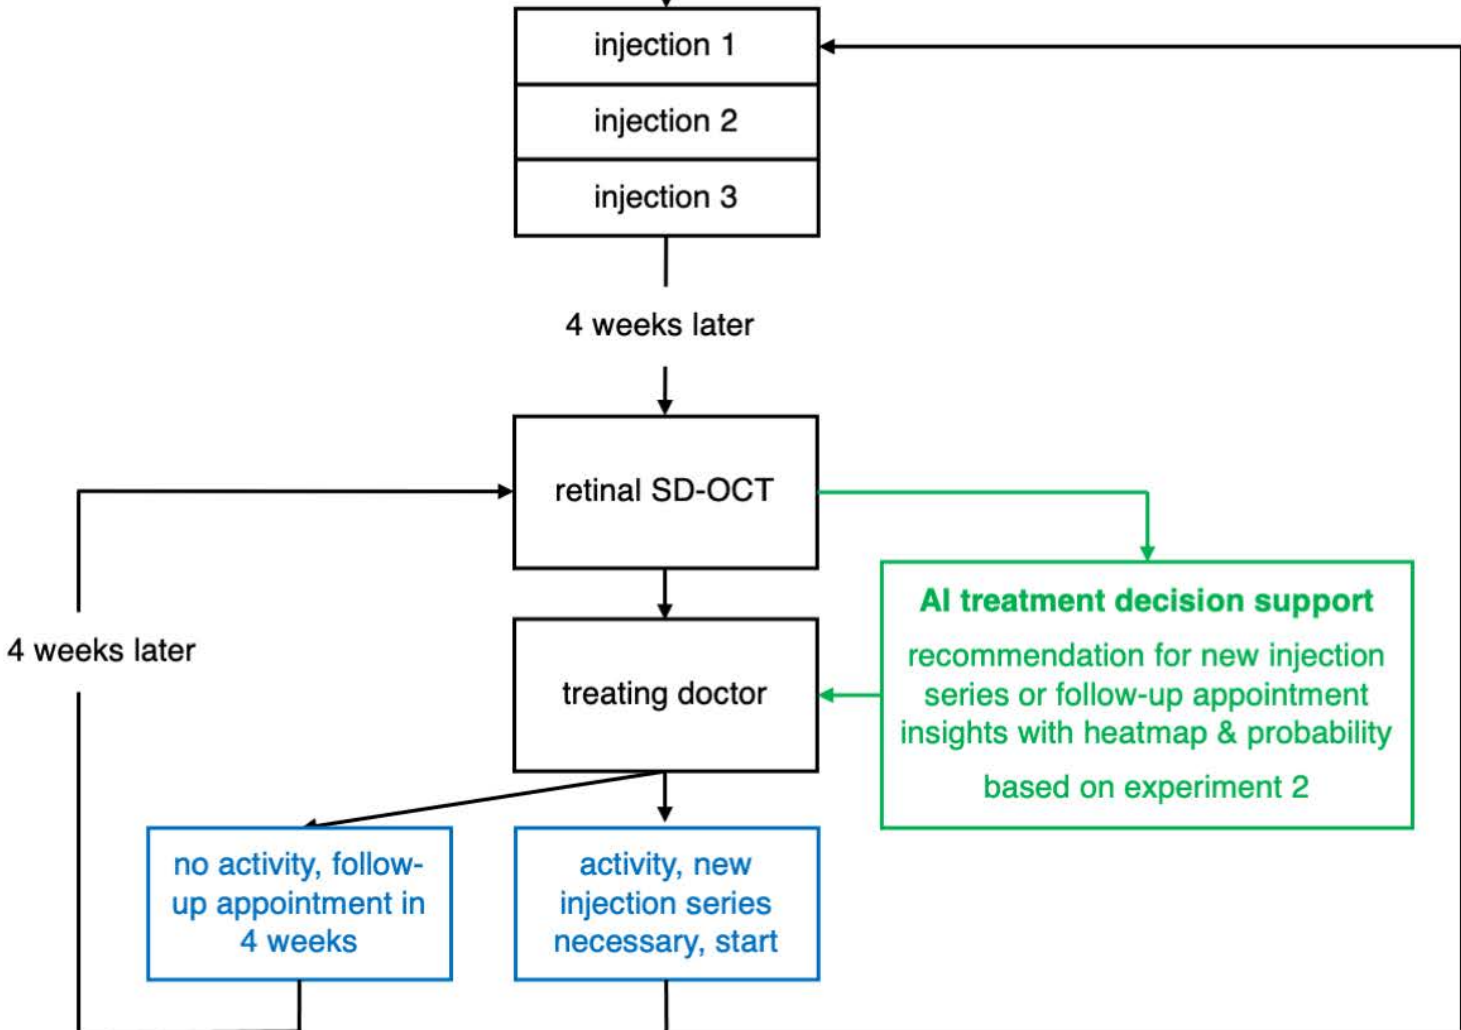 injection 1
injection 2
injection 3
4 weeks later
retinal SD-OCT
AI treatment decision support
recommendation for new injection
series or follow-up appointment
insights with heatmap & probability
based on experiment 2
4 weeks later
treating doctor
no activity, follow-
up appointment in
4 weeks
activity, new
injection series
necessary, start